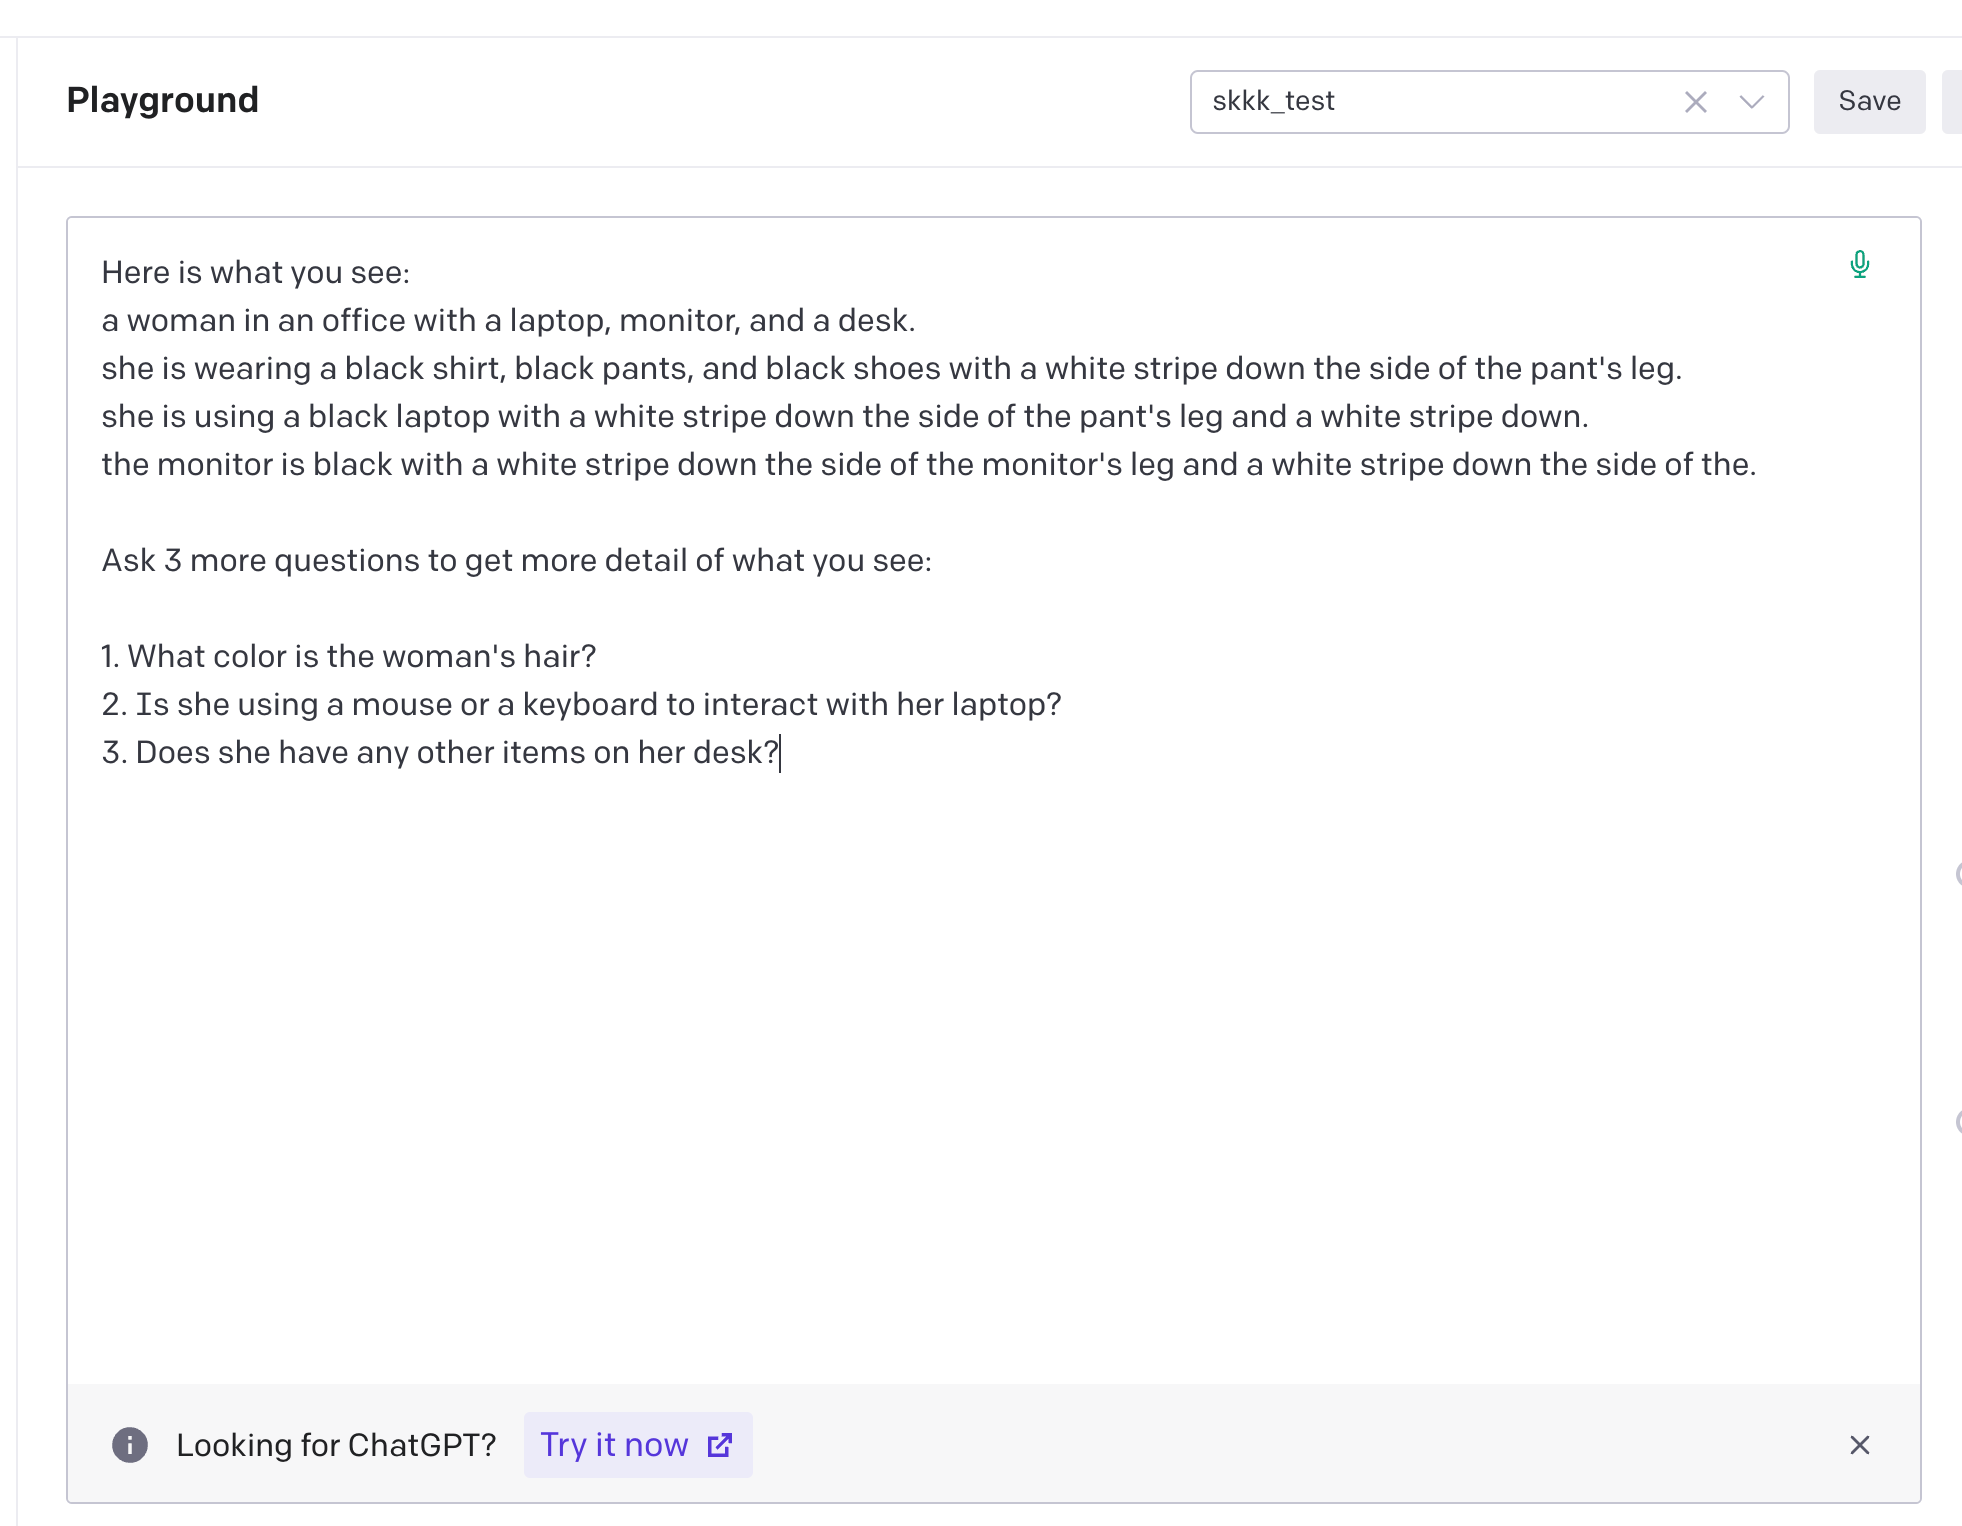 Playground
skkk_test
Save
Here is what you see:
a woman in an office with a laptop, monitor, and a desk.
she is wearing a black shirt, black pants, and black shoes with a white stripe down the side of the pant's leg.
she is using a black laptop with a white stripe down the side of the pant's leg and a white stripe down.
the monitor is black with a white stripe down the side of the monitor's leg and a white stripe down the side of the.
Ask 3 more questions to get more detail of what you see:
1. What color is the woman's hair?
2. Is she using a mouse or a keyboard to interact with her laptop?
3. Does she have any other items on her desk?
Looking for ChatGPT? Try it now